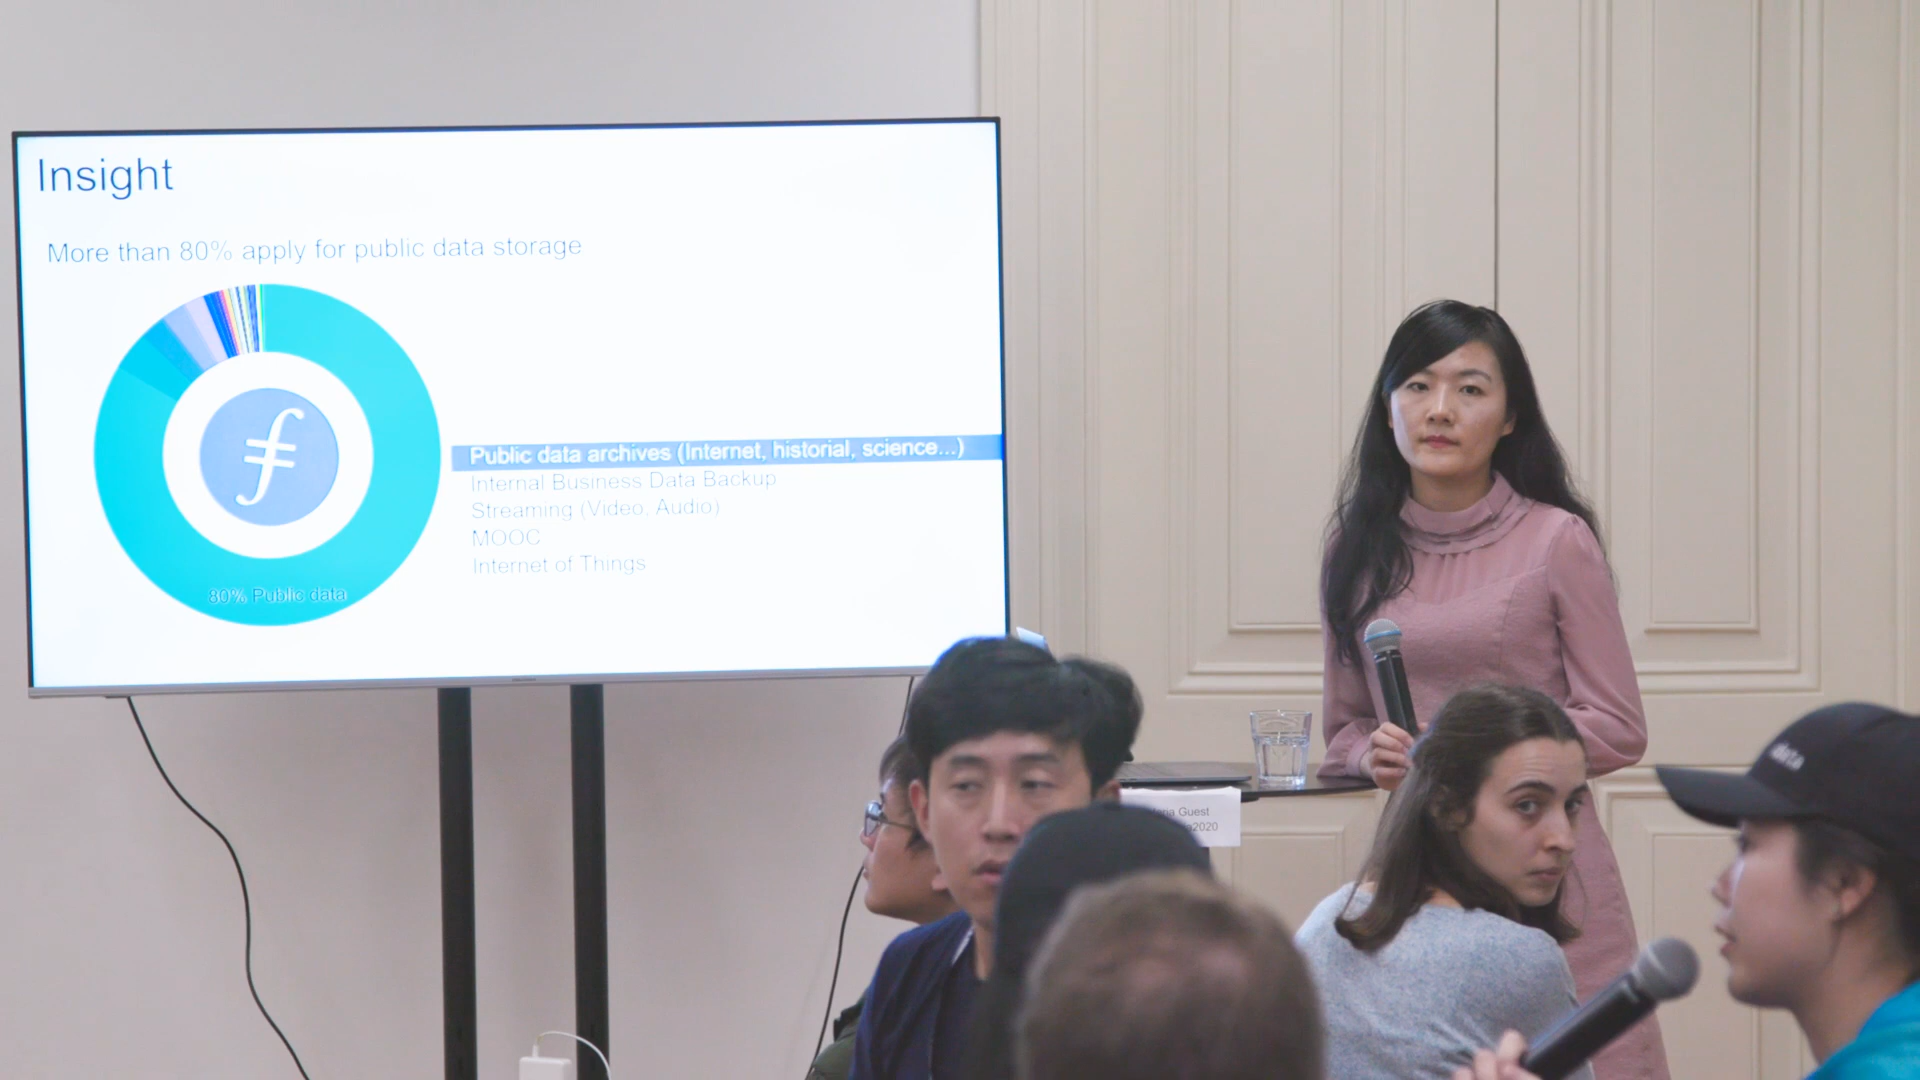 Insight
More than 80% apply for public data storage
80% Public data
Public data archives (Internet, historial, science...)
Internal Business Data Backup
Streaming (Video, Audio)
MOOC
Internet of Things
Guest
2020